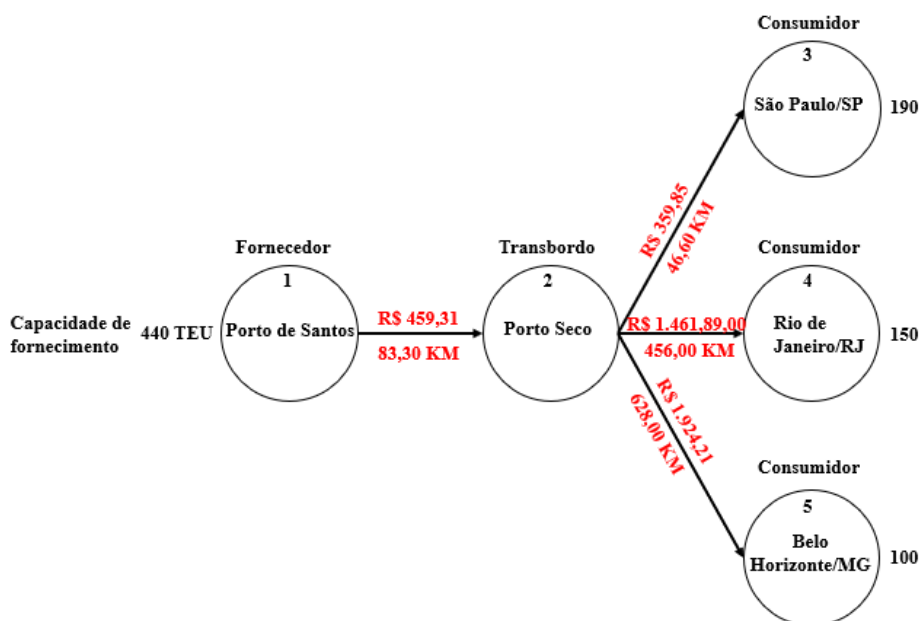 Consumidor
3
São Paulo/SP
190
R$ 359,85
46,60 KM
Fornecedor
1
Porto de Santos
Capacidade de
fornecimento
440 TEU
R$ 459,31
83,30 KM
Transbordo
2
Porto Seco
R$ 1.461,89,00
456,00 KM
Consumidor
4
Rio de
Janeiro/RJ
150
R$ 1.924,21
628,00 KM
Consumidor
5
Belo
Horizonte/MG
100